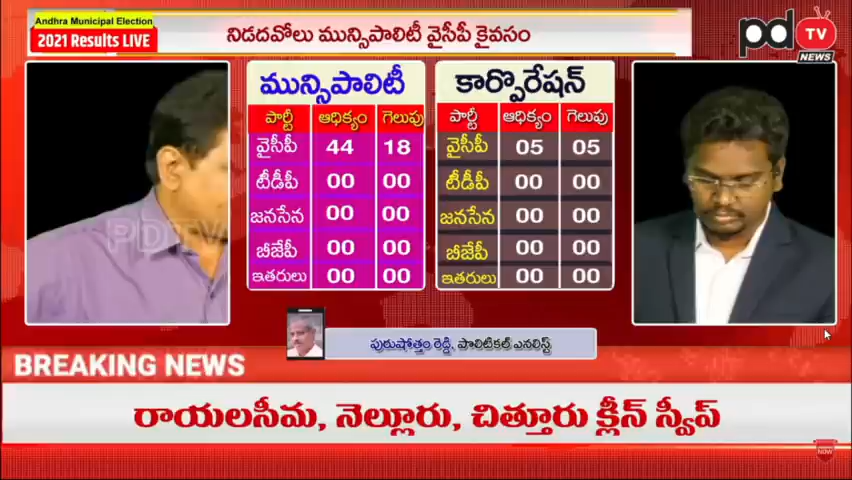 Andhra Municipal Election
2021 Results LIVE
నిడదవోలు మున్సిపాలిటీ వైసీపీ కైవసం
pd TV NEWS
మున్సిపాలిటీ
పార్టీ ఆధిక్యం గెలుపు
వైసీపీ 44 18
టీడీపీ 00 00
జనసేన 00 00
బీజేపీ 00 00
ఇతరులు 00 00
కార్పొరేషన్
పార్టీ ఆధిక్యం గెలుపు
వైసీపీ 05 05
టీడీపీ 00 00
జనసేన 00 00
బీజేపీ 00 00
ఇతరులు 00 00
PDTV
పురుషోత్తం రెడ్డి, పొలిటికల్ ఎనలిస్ట్
BREAKING NEWS
రాయలసీమ, నెల్లూరు, చిత్తూరు క్లీన్ స్వీప్
NOW